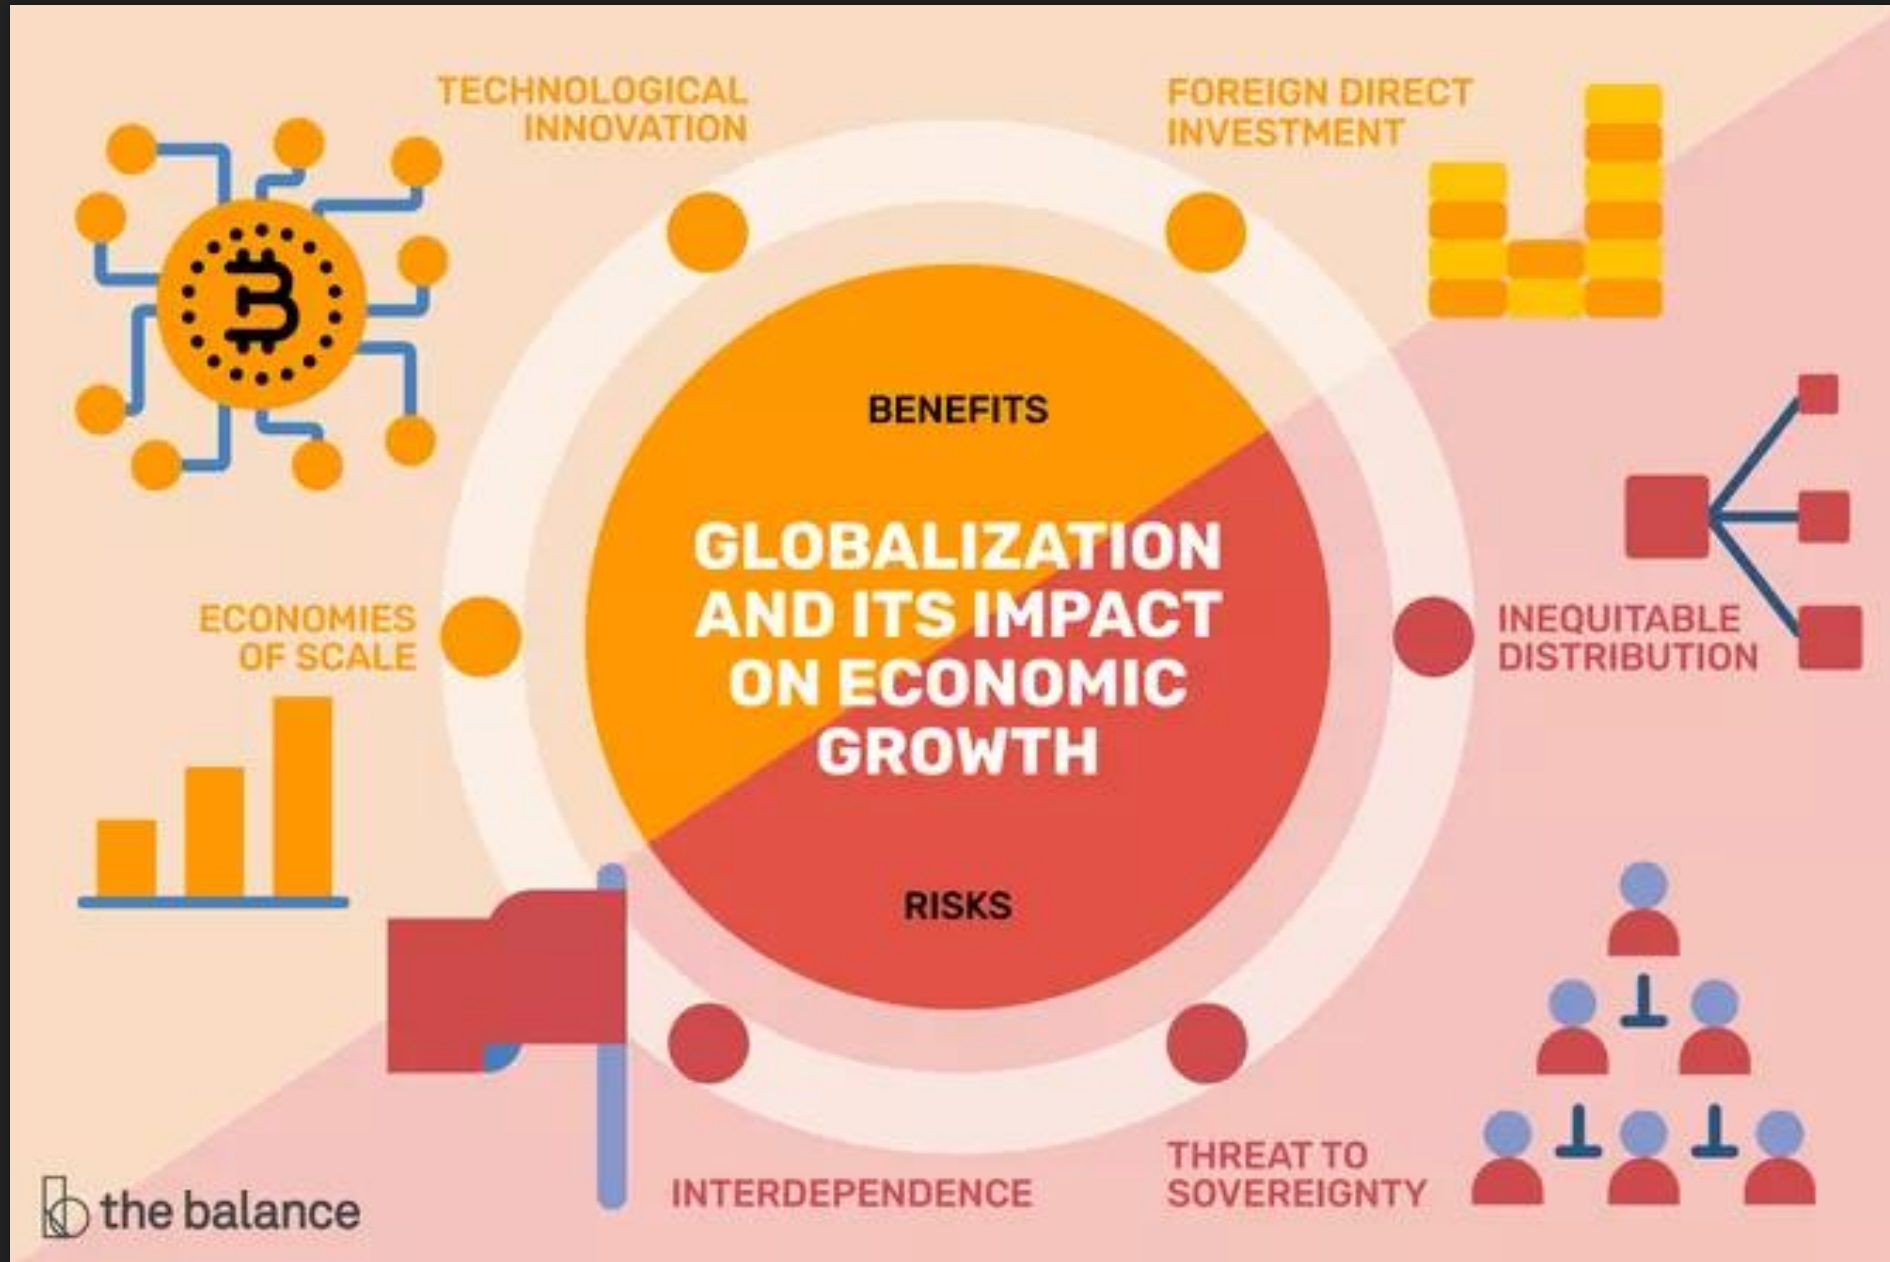 TECHNOLOGICAL
INNOVATION
FOREIGN DIRECT
INVESTMENT
BENEFITS
GLOBALIZATION
AND ITS IMPACT
ON ECONOMIC
GROWTH
ECONOMIES
OF SCALE
INEQUITABLE
DISTRIBUTION
RISKS
INTERDEPENDENCE
THREAT TO
SOVEREIGNTY
the balance